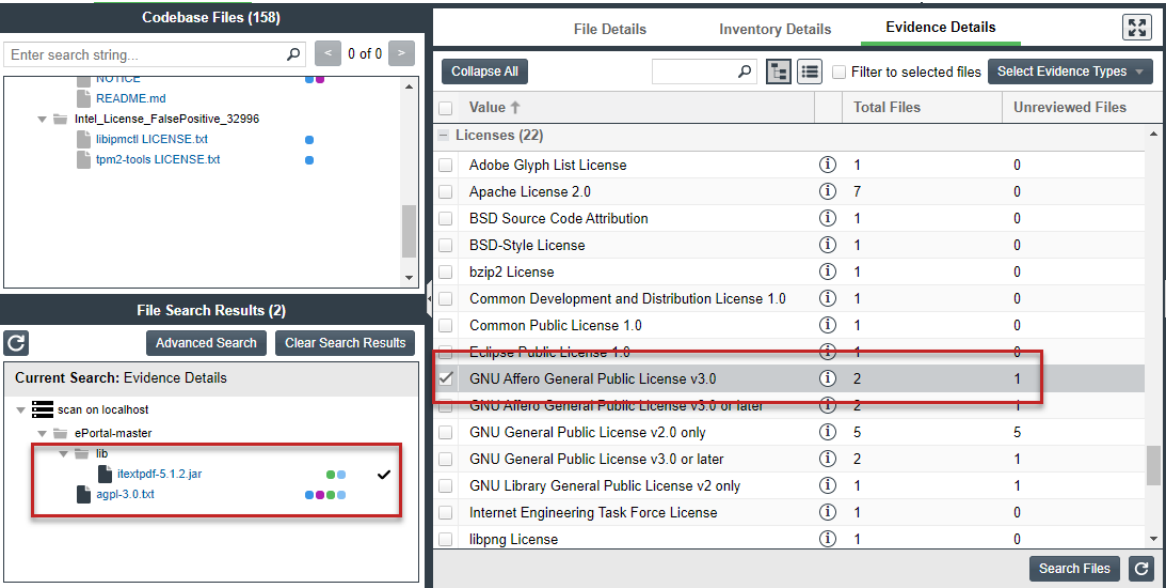 Codebase Files (158)
Enter search string...
< 0 of 0 >
NOTICE
README.md
Intel_License_FalsePositive_32996
libipmctl LICENSE.txt
tpm2-tools LICENSE.txt
File Search Results (2)
Advanced Search Clear Search Results
Current Search: Evidence Details
scan on localhost
ePortal-master
lib
itextpdf-5.1.2.jar
agpl-3.0.txt
File Details Inventory Details Evidence Details
Collapse All Filter to selected files Select Evidence Types
Value Total Files Unreviewed Files
Licenses (22)
Adobe Glyph List License 1 0
Apache License 2.0 7 0
BSD Source Code Attribution 1 0
BSD-Style License 1 0
bzip2 License 1 0
Common Development and Distribution License 1.0 1 0
Common Public License 1.0 1 0
Eclipse Public License 1.0 1 0
GNU Affero General Public License v3.0 2 1
GNU Affero General Public License v3.0 or later 2 1
GNU General Public License v2.0 only 5 5
GNU General Public License v3.0 or later 2 1
GNU Library General Public License v2 only 1 1
Internet Engineering Task Force License 1 0
libpng License 1 0
Search Files